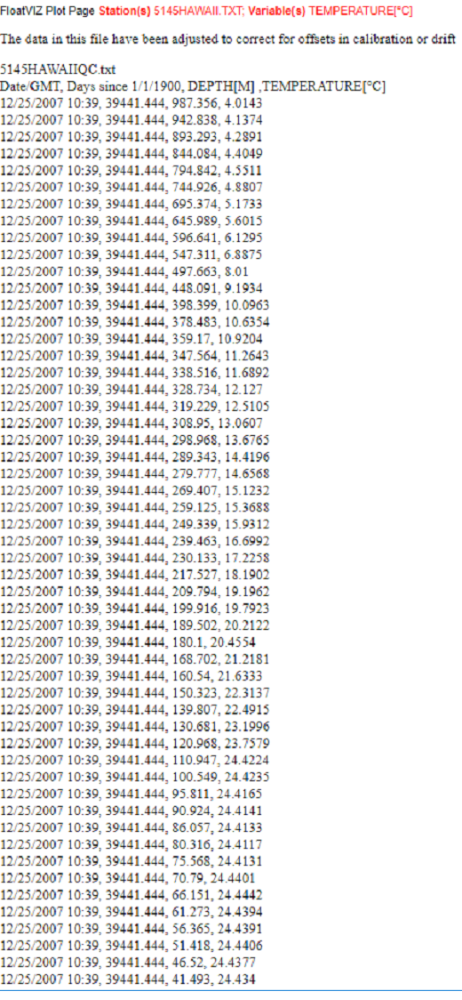 FloatVIZ Plot Page Station(s) 5145HAWAII.TXT; Variable(s) TEMPERATURE[°C]
The data in this file have been adjusted to correct for offsets in calibration or drift
5145HAWAIIQC.txt
Date/GMT, Days since 1/1/1900, DEPTH[M] ,TEMPERATURE[°C]
12/25/2007 10:39, 39441.444, 987.356, 4.0143
12/25/2007 10:39, 39441.444, 942.838, 4.1374
12/25/2007 10:39, 39441.444, 893.293, 4.2891
12/25/2007 10:39, 39441.444, 844.084, 4.4049
12/25/2007 10:39, 39441.444, 794.842, 4.5511
12/25/2007 10:39, 39441.444, 744.926, 4.8807
12/25/2007 10:39, 39441.444, 695.374, 5.1733
12/25/2007 10:39, 39441.444, 645.989, 5.6015
12/25/2007 10:39, 39441.444, 596.641, 6.1295
12/25/2007 10:39, 39441.444, 547.311, 6.8875
12/25/2007 10:39, 39441.444, 497.663, 8.01
12/25/2007 10:39, 39441.444, 448.091, 9.1934
12/25/2007 10:39, 39441.444, 398.399, 10.0963
12/25/2007 10:39, 39441.444, 378.483, 10.6354
12/25/2007 10:39, 39441.444, 359.17, 10.9204
12/25/2007 10:39, 39441.444, 347.564, 11.2643
12/25/2007 10:39, 39441.444, 338.516, 11.6892
12/25/2007 10:39, 39441.444, 328.734, 12.127
12/25/2007 10:39, 39441.444, 319.229, 12.5105
12/25/2007 10:39, 39441.444, 308.95, 13.0607
12/25/2007 10:39, 39441.444, 298.968, 13.6765
12/25/2007 10:39, 39441.444, 289.343, 14.4196
12/25/2007 10:39, 39441.444, 279.777, 14.6568
12/25/2007 10:39, 39441.444, 269.407, 15.1232
12/25/2007 10:39, 39441.444, 259.125, 15.3688
12/25/2007 10:39, 39441.444, 249.339, 15.9312
12/25/2007 10:39, 39441.444, 239.463, 16.6992
12/25/2007 10:39, 39441.444, 230.133, 17.2258
12/25/2007 10:39, 39441.444, 217.527, 18.1902
12/25/2007 10:39, 39441.444, 209.794, 19.1962
12/25/2007 10:39, 39441.444, 199.916, 19.7923
12/25/2007 10:39, 39441.444, 189.502, 20.2122
12/25/2007 10:39, 39441.444, 180.1, 20.4554
12/25/2007 10:39, 39441.444, 168.702, 21.2181
12/25/2007 10:39, 39441.444, 160.54, 21.6333
12/25/2007 10:39, 39441.444, 150.323, 22.3137
12/25/2007 10:39, 39441.444, 139.807, 22.4915
12/25/2007 10:39, 39441.444, 130.681, 23.1996
12/25/2007 10:39, 39441.444, 120.968, 23.7579
12/25/2007 10:39, 39441.444, 110.947, 24.4224
12/25/2007 10:39, 39441.444, 100.549, 24.4235
12/25/2007 10:39, 39441.444, 95.811, 24.4165
12/25/2007 10:39, 39441.444, 90.924, 24.4141
12/25/2007 10:39, 39441.444, 86.057, 24.4133
12/25/2007 10:39, 39441.444, 80.316, 24.4117
12/25/2007 10:39, 39441.444, 75.568, 24.4131
12/25/2007 10:39, 39441.444, 70.79, 24.4401
12/25/2007 10:39, 39441.444, 66.151, 24.4442
12/25/2007 10:39, 39441.444, 61.273, 24.4394
12/25/2007 10:39, 39441.444, 56.365, 24.4391
12/25/2007 10:39, 39441.444, 51.418, 24.4406
12/25/2007 10:39, 39441.444, 46.52, 24.4377
12/25/2007 10:39, 39441.444, 41.493, 24.434